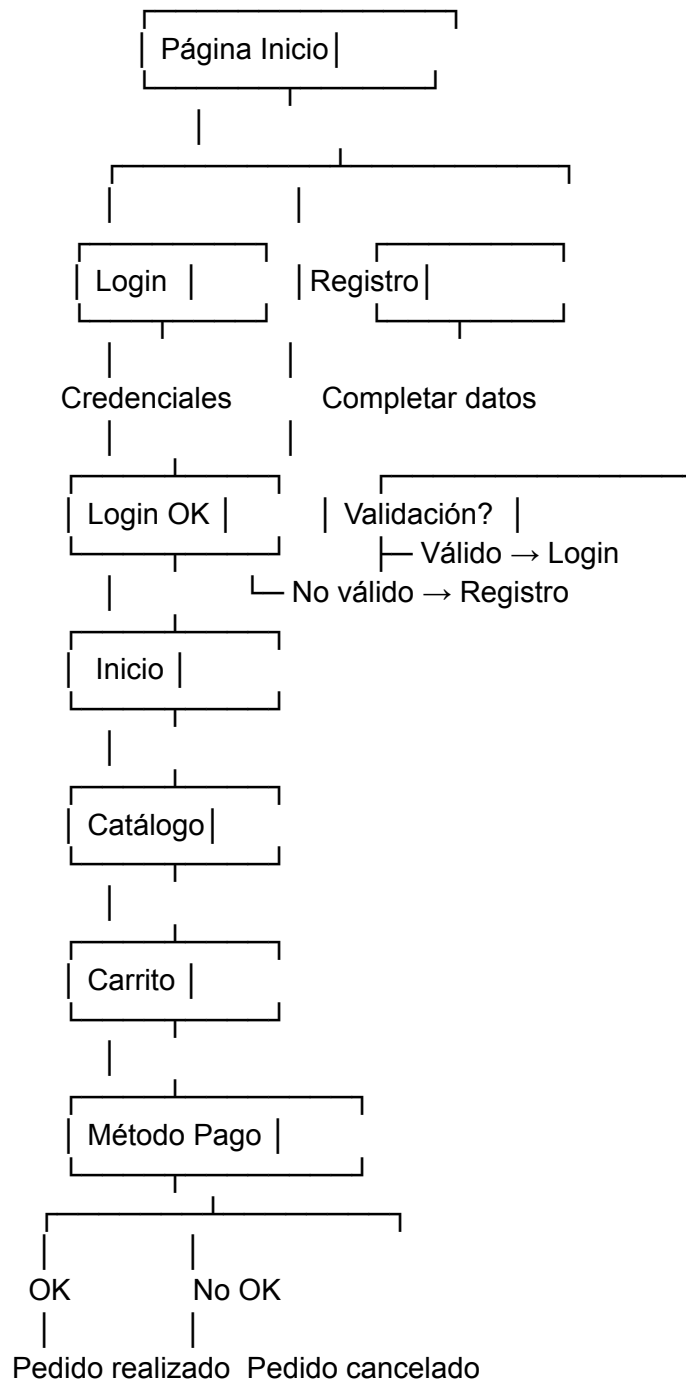 Página Inicio
Login Registro
Credenciales Completar datos
Login OK Validación?
Válido → Login
No válido → Registro
Inicio
Catálogo
Carrito
Método Pago
OK No OK
Pedido realizado Pedido cancelado